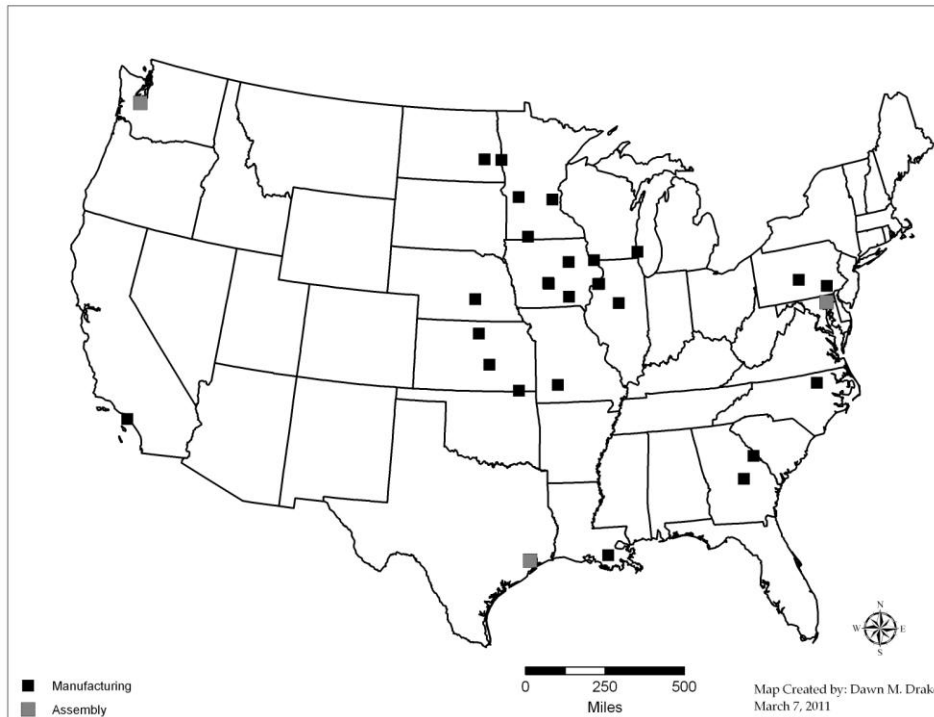 N
W E
S
Manufacturing
Assembly
0 250 500
Miles
Map Created by: Dawn M. Drak
March 7, 2011